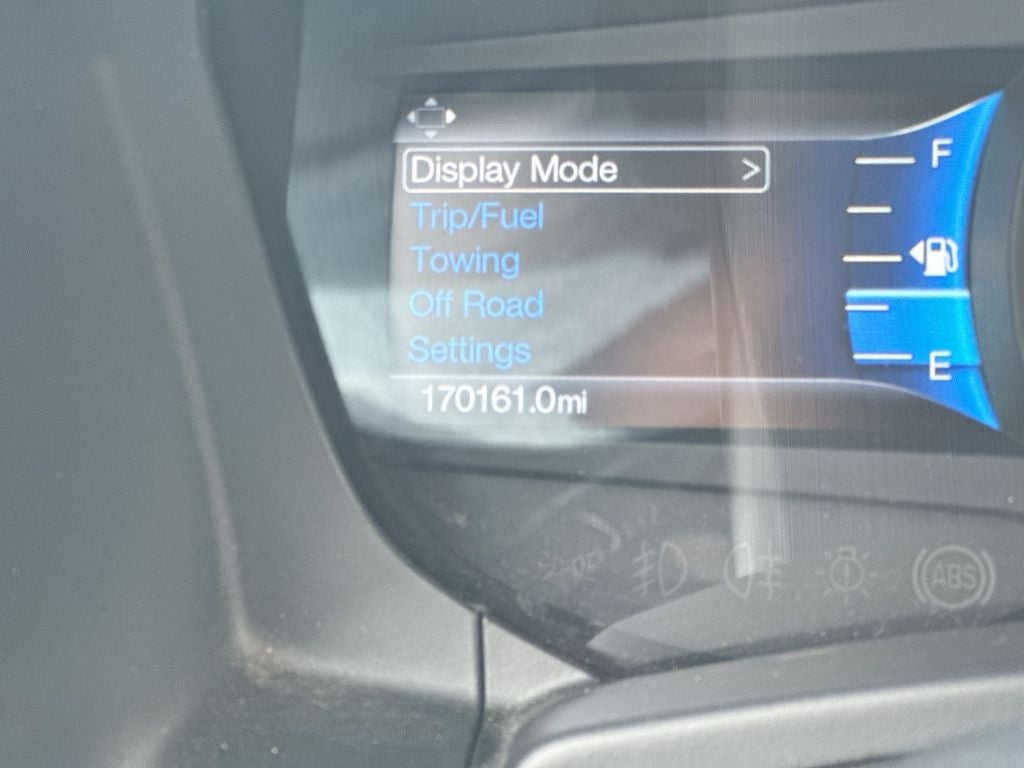 Display Mode >
Trip/Fuel
Towing
Off Road
Settings
170161.0mi
F
E
ABS